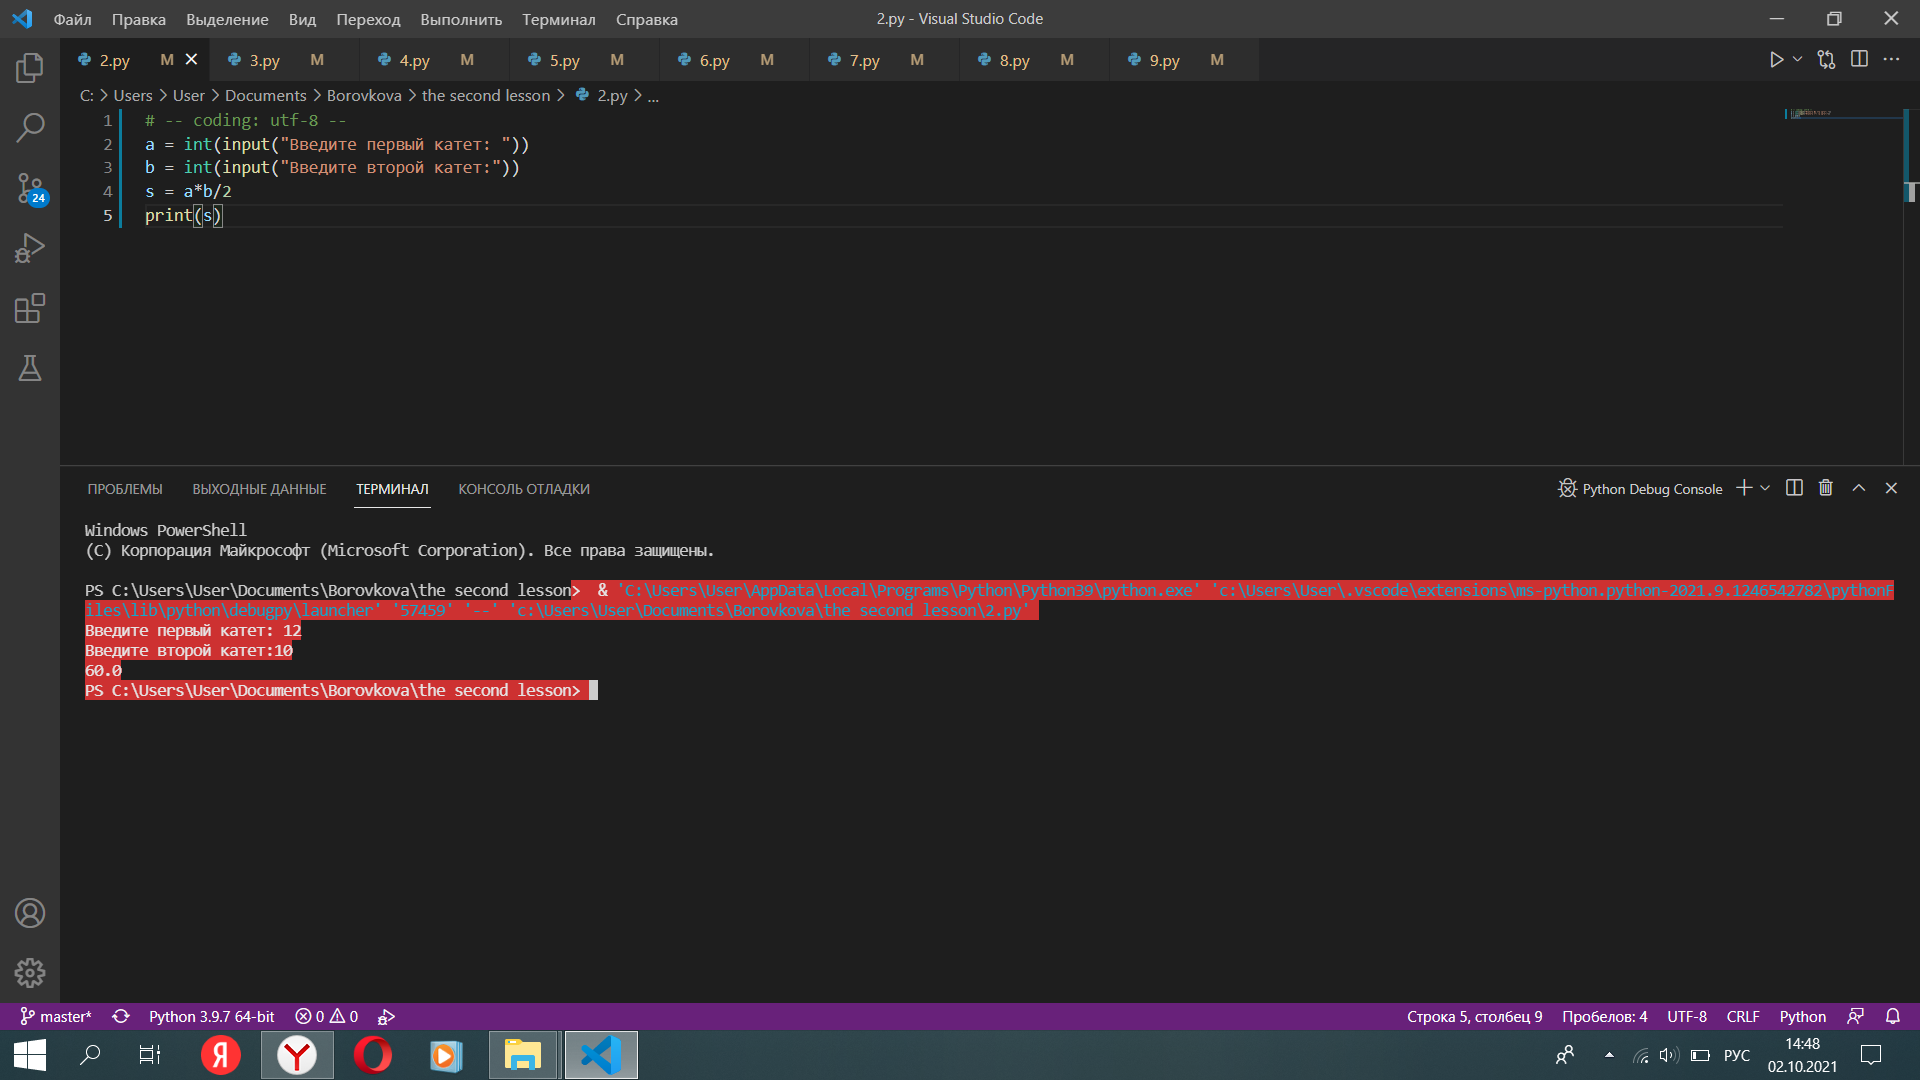 Файл Правка Выделение Вид Переход Выполнить Терминал Справка
2.py - Visual Studio Code
2.py M 3.py M 4.py M 5.py M 6.py M 7.py M 8.py M 9.py M
C: > Users > User > Documents > Borovkova > the second lesson > 2.py > ...
1 # -- coding: utf-8 --
2 a = int(input("Введите первый катет: "))
3 b = int(input("Введите второй катет:"))
4 s = a*b/2
5 print(s)
24
ПРОБЛЕМЫ ВЫХОДНЫЕ ДАННЫЕ ТЕРМИНАЛ КОНСОЛЬ ОТЛАДКИ
Python Debug Console
Windows PowerShell
(C) Корпорация Майкрософт (Microsoft Corporation). Все права защищены.
PS C:\Users\User\Documents\Borovkova\the second lesson>  & 'C:\Users\User\AppData\Local\Programs\Python\Python39\python.exe' 'c:\Users\User\.vscode\extensions\ms-python.python-2021.9.1246542782\pythonF
iles\lib\python\debugpy\launcher' '57459' '--' 'c:\Users\User\Documents\Borovkova\the second lesson\2.py'
Введите первый катет: 12
Введите второй катет:10
60.0
PS C:\Users\User\Documents\Borovkova\the second lesson>
master* Python 3.9.7 64-bit 0 0
Строка 5, столбец 9 Пробелов: 4 UTF-8 CRLF Python
РУС
14:48
02.10.2021